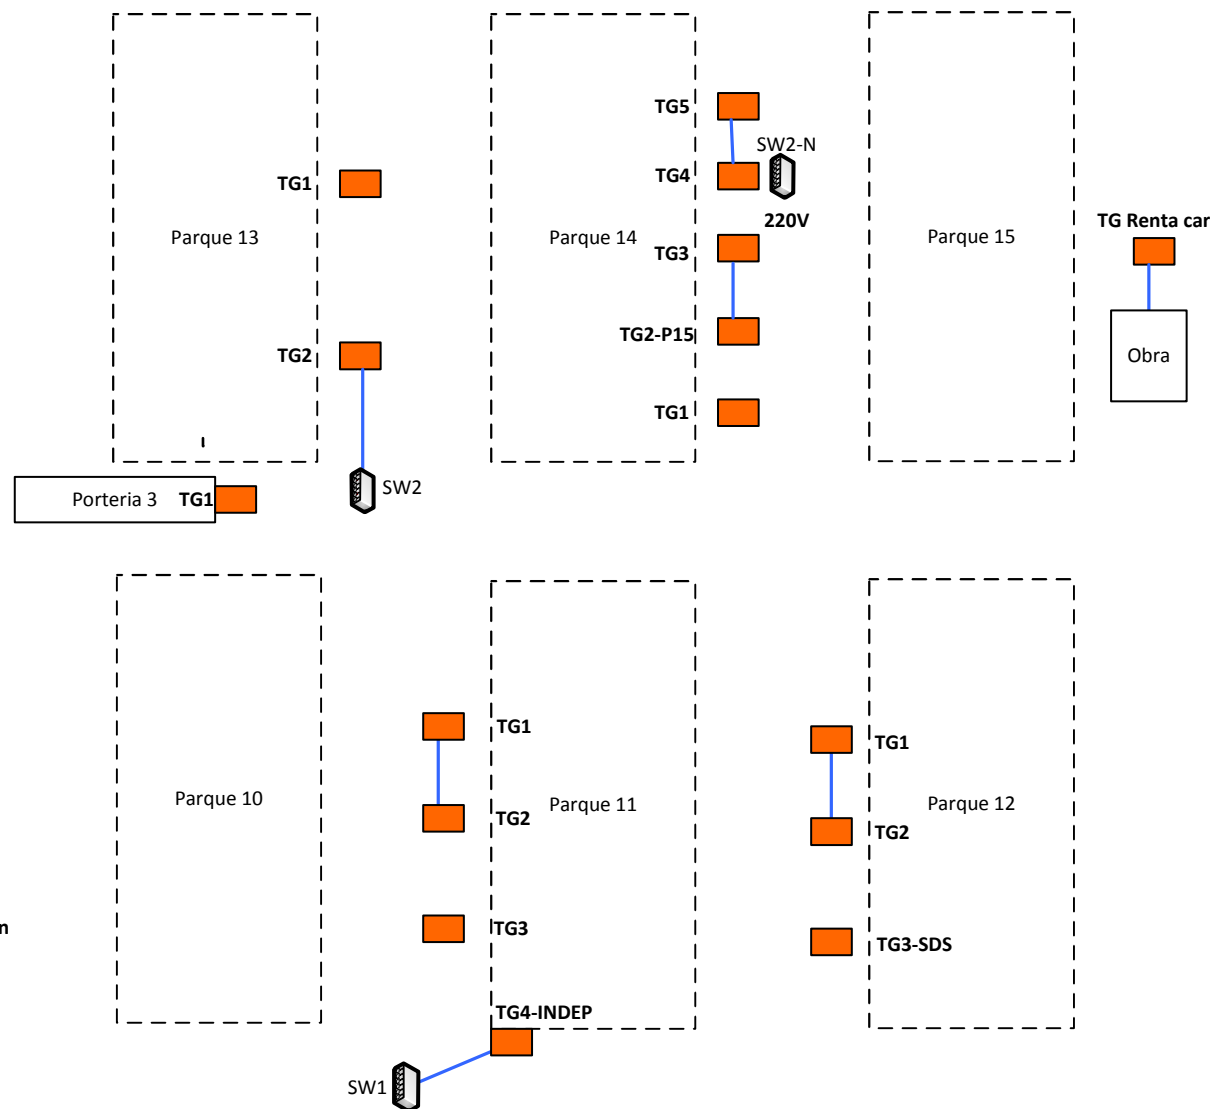 TG5
SW2-N
TG1
TG4
Parque 13
Parque 14
220V
Parque 15
TG Renta car
TG3
TG2
TG2-P15
Obra
TG1
Porteria 3
TG1
SW2
TG1
TG1
Parque 10
TG2
Parque 11
Parque 12
TG2
n
TG3
TG3-SDS
TG4-INDEP
SW1